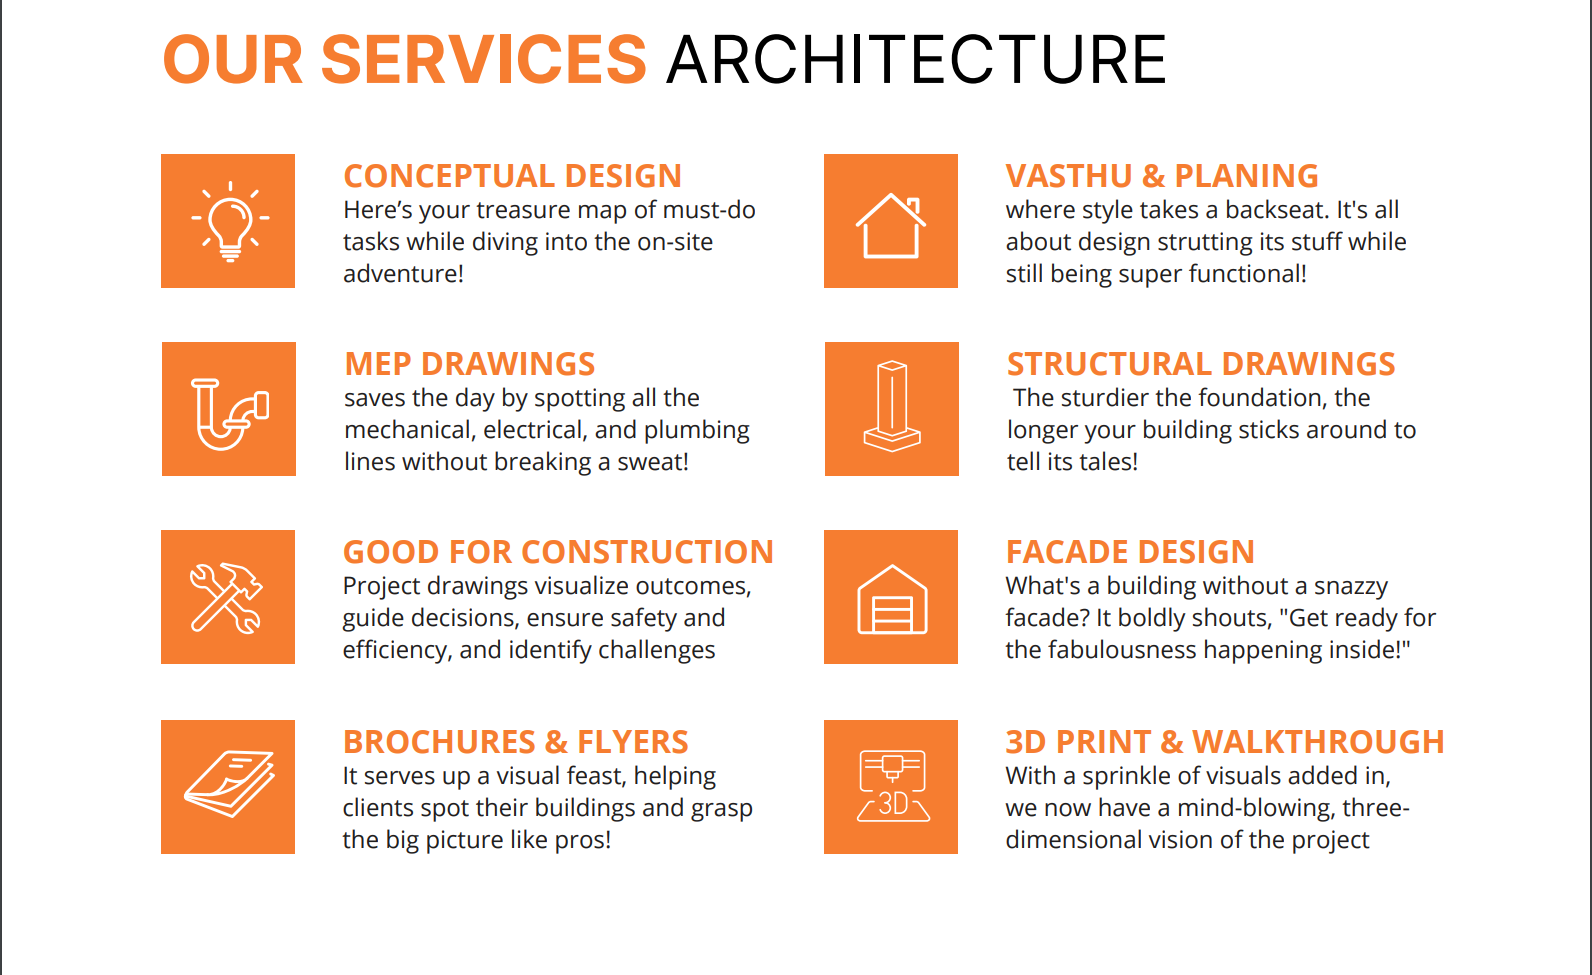 OUR SERVICES ARCHITECTURE
CONCEPTUAL DESIGN
Here’s your treasure map of must-do
tasks while diving into the on-site
adventure!
VASTHU & PLANING
where style takes a backseat. It's all
about design strutting its stuff while
still being super functional!
MEP DRAWINGS
saves the day by spotting all the
mechanical, electrical, and plumbing
lines without breaking a sweat!
STRUCTURAL DRAWINGS
The sturdier the foundation, the
longer your building sticks around to
tell its tales!
GOOD FOR CONSTRUCTION
Project drawings visualize outcomes,
guide decisions, ensure safety and
efficiency, and identify challenges
FACADE DESIGN
What's a building without a snazzy
facade? It boldly shouts, "Get ready for
the fabulousness happening inside!"
BROCHURES & FLYERS
It serves up a visual feast, helping
clients spot their buildings and grasp
the big picture like pros!
3D
3D PRINT & WALKTHROUGH
With a sprinkle of visuals added in,
we now have a mind-blowing, three-
dimensional vision of the project